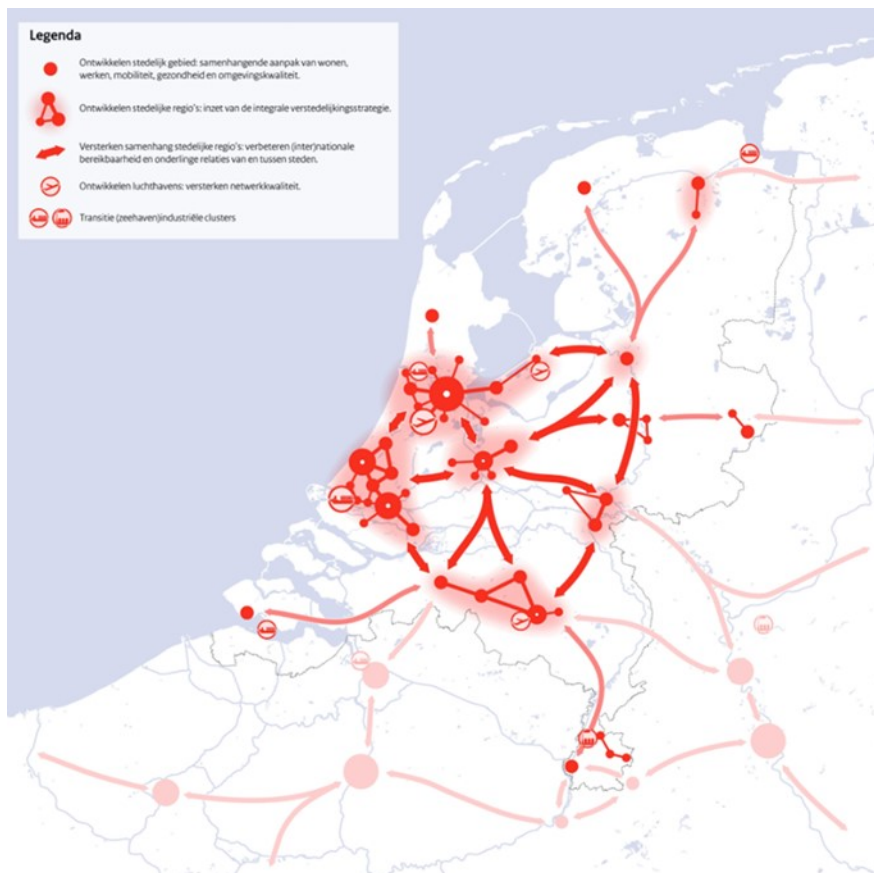 Legenda
Ontwikkelen stedelijk gebied: samenhangende aanpak van wonen,
werken, mobiliteit, gezondheid en omgevingskwaliteit.
Ontwikkelen stedelijke regio's: inzet van de integrale verstedelijkingsstrategie.
Versterken samenhang stedelijke regio's: verbeteren (inter)nationale
bereikbaarheid en onderlinge relaties van en tussen steden.
Ontwikkelen luchthavens: versterken netwerkkwaliteit.
Transitie (zeehaven)industriële clusters